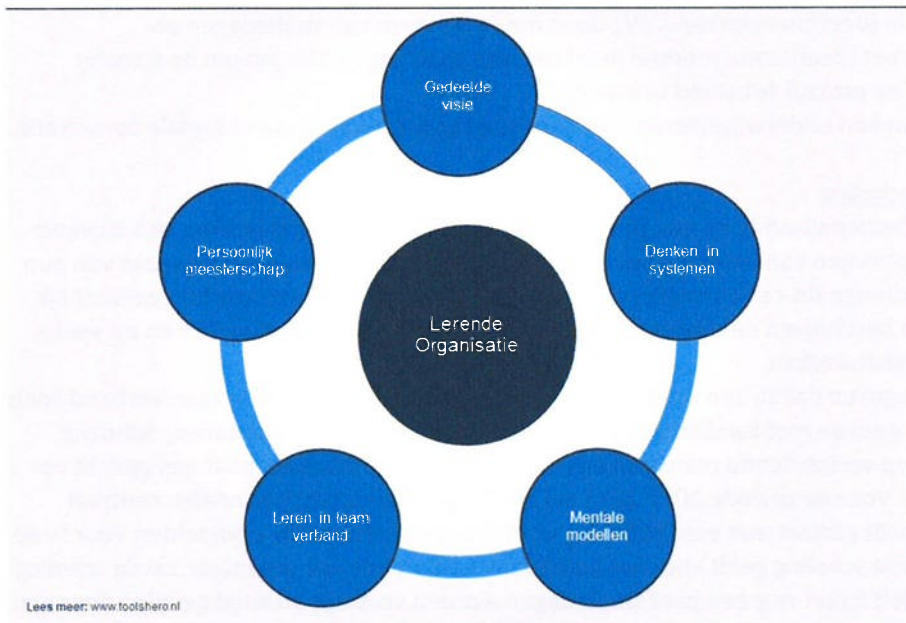 Gedeelde
visie
Persoonlijk
meesterschap
Denken in
systemen
Lerende
Organisatie
Leren in team
verband
Mentale
modellen
Lees meer: www.toolshero.nl